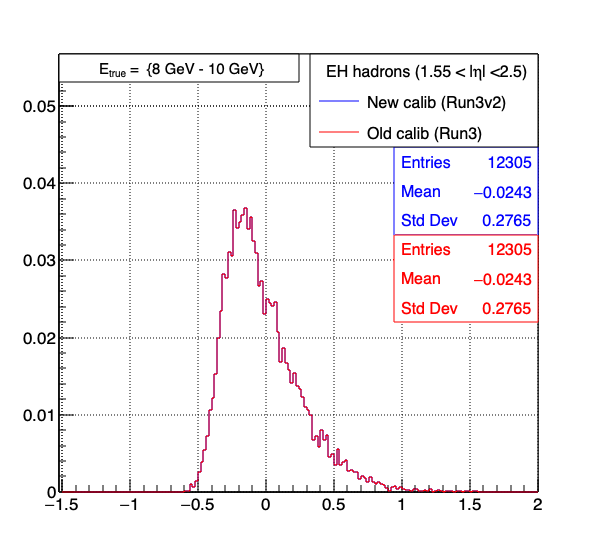 E_true = {8 GeV - 10 GeV}
EH hadrons (1.55 < |η| <2.5)
New calib (Run3v2)
Old calib (Run3)
Entries 12305
Mean −0.0243
Std Dev 0.2765
Entries 12305
Mean −0.0243
Std Dev 0.2765
0.05
0.04
0.03
0.02
0.01
0
−1.5 −1 −0.5 0 0.5 1 1.5 2